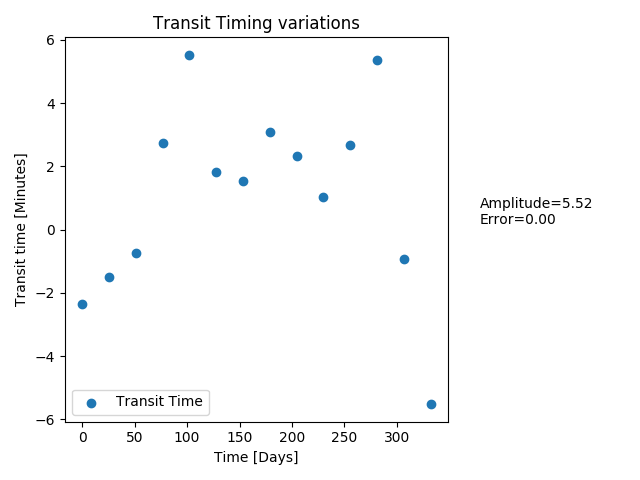 Transit Timing variations
Transit time [Minutes]
6
4
2
0
−2
−4
−6
Amplitude=5.52
Error=0.00
Transit Time
0
50
100
150
200
250
300
Time [Days]